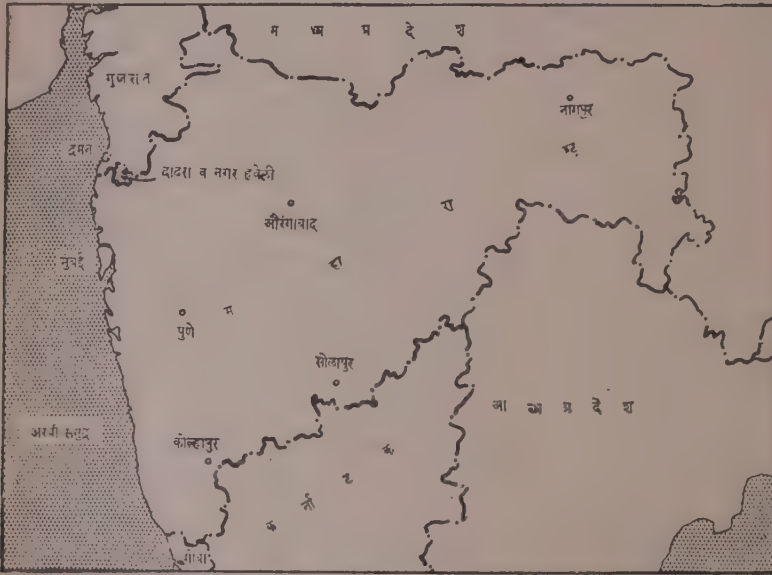 म ध्य प्र दे श
गुजरात
नागपूर
दमन
दादरा व नगर हवेली
औरंगाबाद
मुंबई
म हा रा ष्ट्र
पुणे
सोलापूर
आ न्ध्र प्र दे श
अरबी समुद्र
कोल्हापुर
क र्ना ट क
गोवा